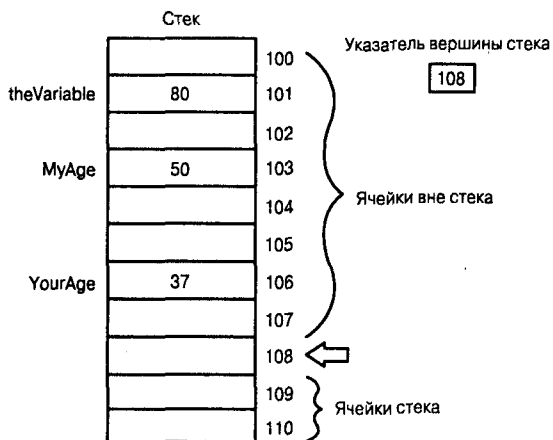 Стек
Указатель вершины стека
108
100
theVariable 80 101
102
MyAge 50 103
104
Ячейки вне стека
105
YourAge 37 106
107
108
109
Ячейки стека
110